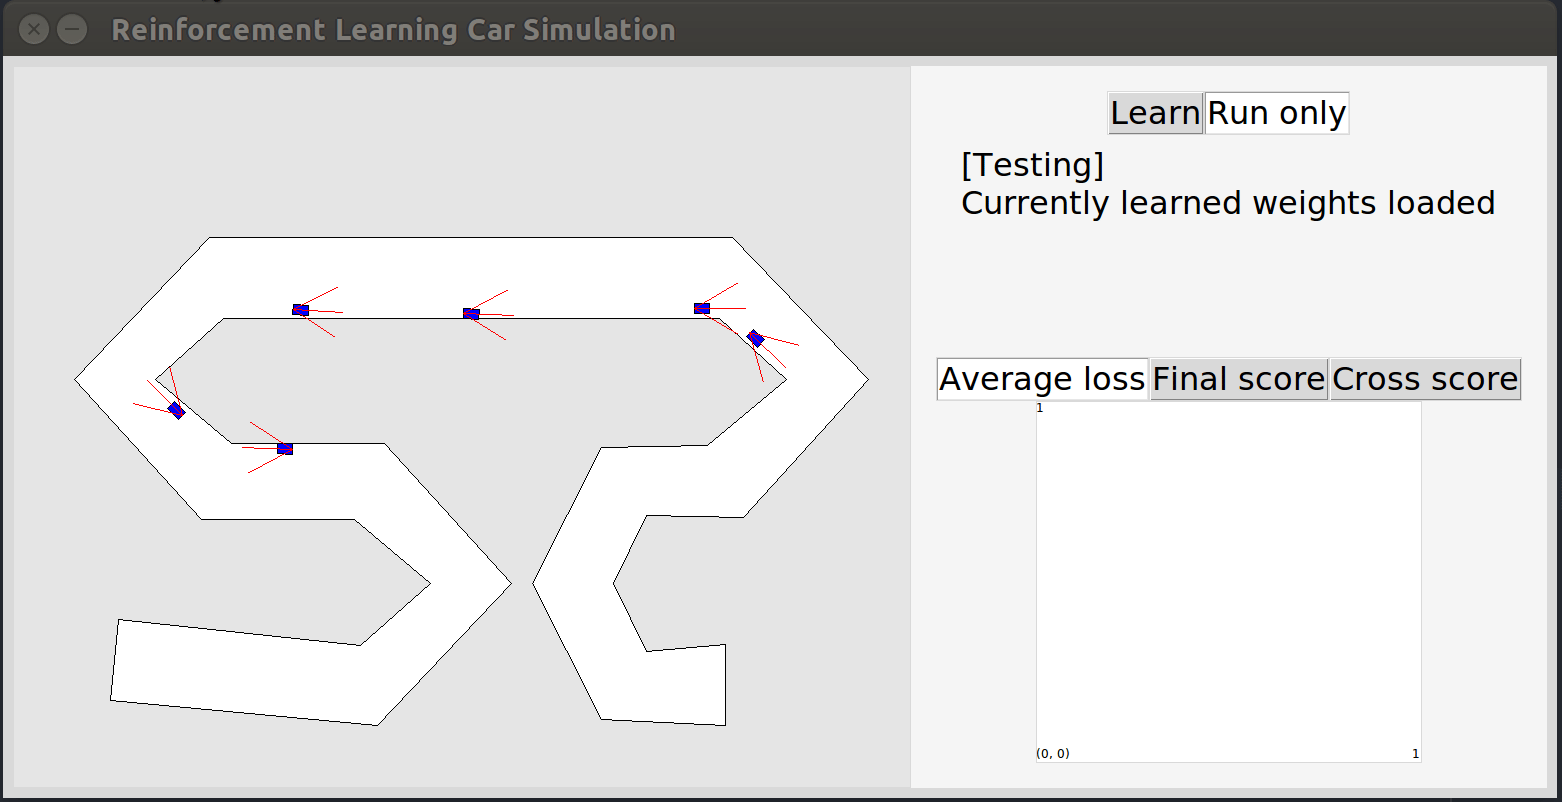 Reinforcement Learning Car Simulation
Learn Run only
[Testing]
Currently learned weights loaded
Average loss Final score Cross score
1
(0, 0) 1